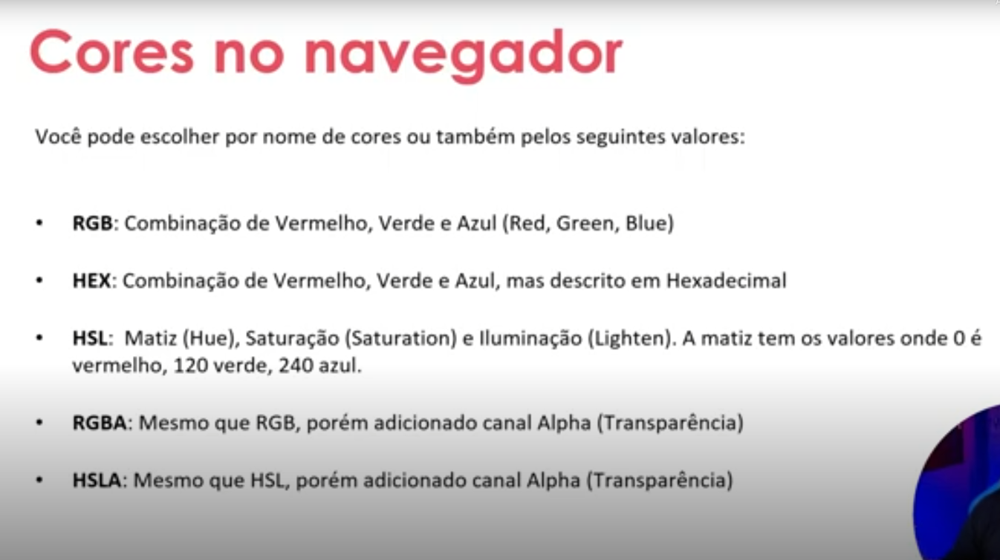 Cores no navegador
Você pode escolher por nome de cores ou também pelos seguintes valores:
• RGB: Combinação de Vermelho, Verde e Azul (Red, Green, Blue)
• HEX: Combinação de Vermelho, Verde e Azul, mas descrito em Hexadecimal
• HSL:  Matiz (Hue), Saturação (Saturation) e Iluminação (Lighten). A matiz tem os valores onde 0 é
vermelho, 120 verde, 240 azul.
• RGBA: Mesmo que RGB, porém adicionado canal Alpha (Transparência)
• HSLA: Mesmo que HSL, porém adicionado canal Alpha (Transparência)